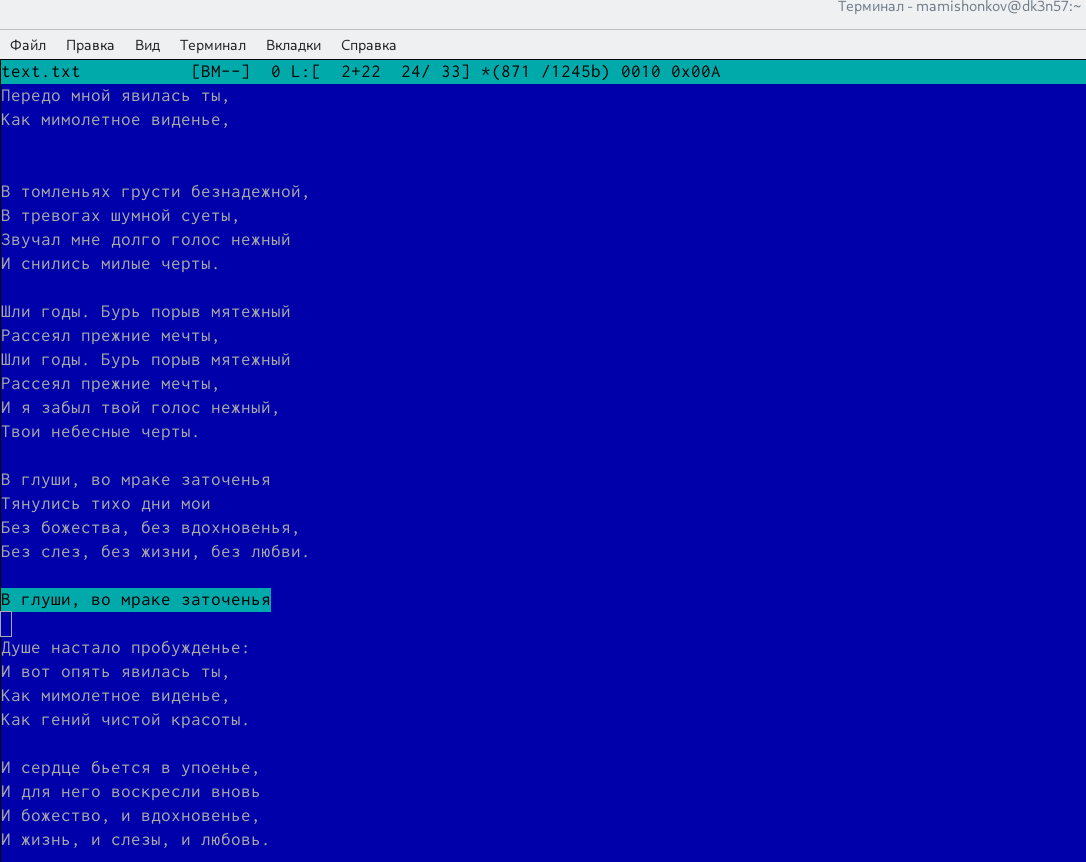 Терминал - mamishonkov@dk3n57:~
Файл Правка Вид Терминал Вкладки Справка
text.txt [BM--] 0 L:[ 2+22 24/ 33] *(871 /1245b) 0010 0x00A
Передо мной явилась ты,
Как мимолетное виденье,
В томленьях грусти безнадежной,
В тревогах шумной суеты,
Звучал мне долго голос нежный
И снились милые черты.
Шли годы. Бурь порыв мятежный
Рассеял прежние мечты,
Шли годы. Бурь порыв мятежный
Рассеял прежние мечты,
И я забыл твой голос нежный,
Твои небесные черты.
В глуши, во мраке заточенья
Тянулись тихо дни мои
Без божества, без вдохновенья,
Без слез, без жизни, без любви.
В глуши, во мраке заточенья
Душе настало пробужденье:
И вот опять явилась ты,
Как мимолетное виденье,
Как гений чистой красоты.
И сердце бьется в упоенье,
И для него воскресли вновь
И божество, и вдохновенье,
И жизнь, и слезы, и любовь.